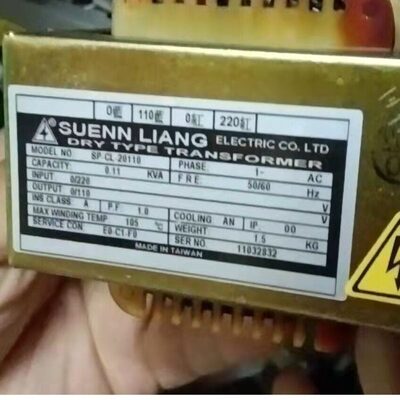 0藍 110藍 0紅 220紅
SUENN LIANG ELECTRIC CO. LTD
DRY TYPE TRANSFORMER
MODEL NO SP-CL-20110 PHASE 1~ AC
CAPACITY 0.11 KVA FRE 50/60 Hz
INPUT 0/220 V
OUTPUT 0/110 V
INS CLASS A P.F 1.0 COOLING AN IP 00
MAX WINDING TEMP 105 ℃ WEIGHT 1.5 KG
SERVICE CON E0-C1-F0 SER NO 11032832
MADE IN TAIWAN